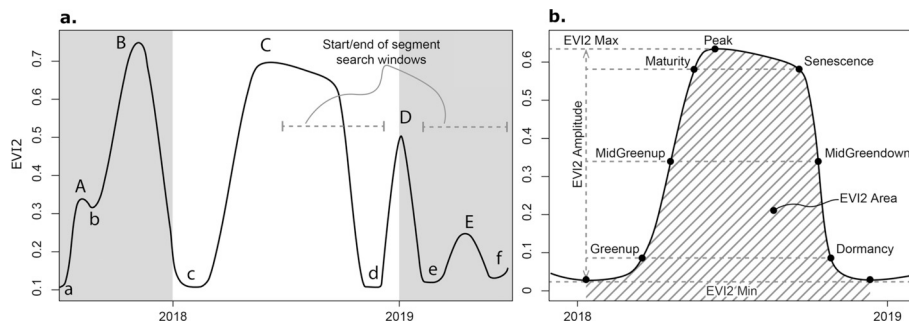 a.
b.
EVI2
0.7
0.6
0.5
0.4
0.3
0.2
0.1
A
B
C
D
E
a
b
c
d
e
f
Start/end of segment
search windows
2018
2019
0.6
0.5
0.4
0.3
0.2
0.1
0
EVI2 Max
Peak
Maturity
Senescence
EVI2 Amplitude
MidGreenup
MidGreendown
EVI2 Area
Greenup
Dormancy
EVI2 Min
2018
2019